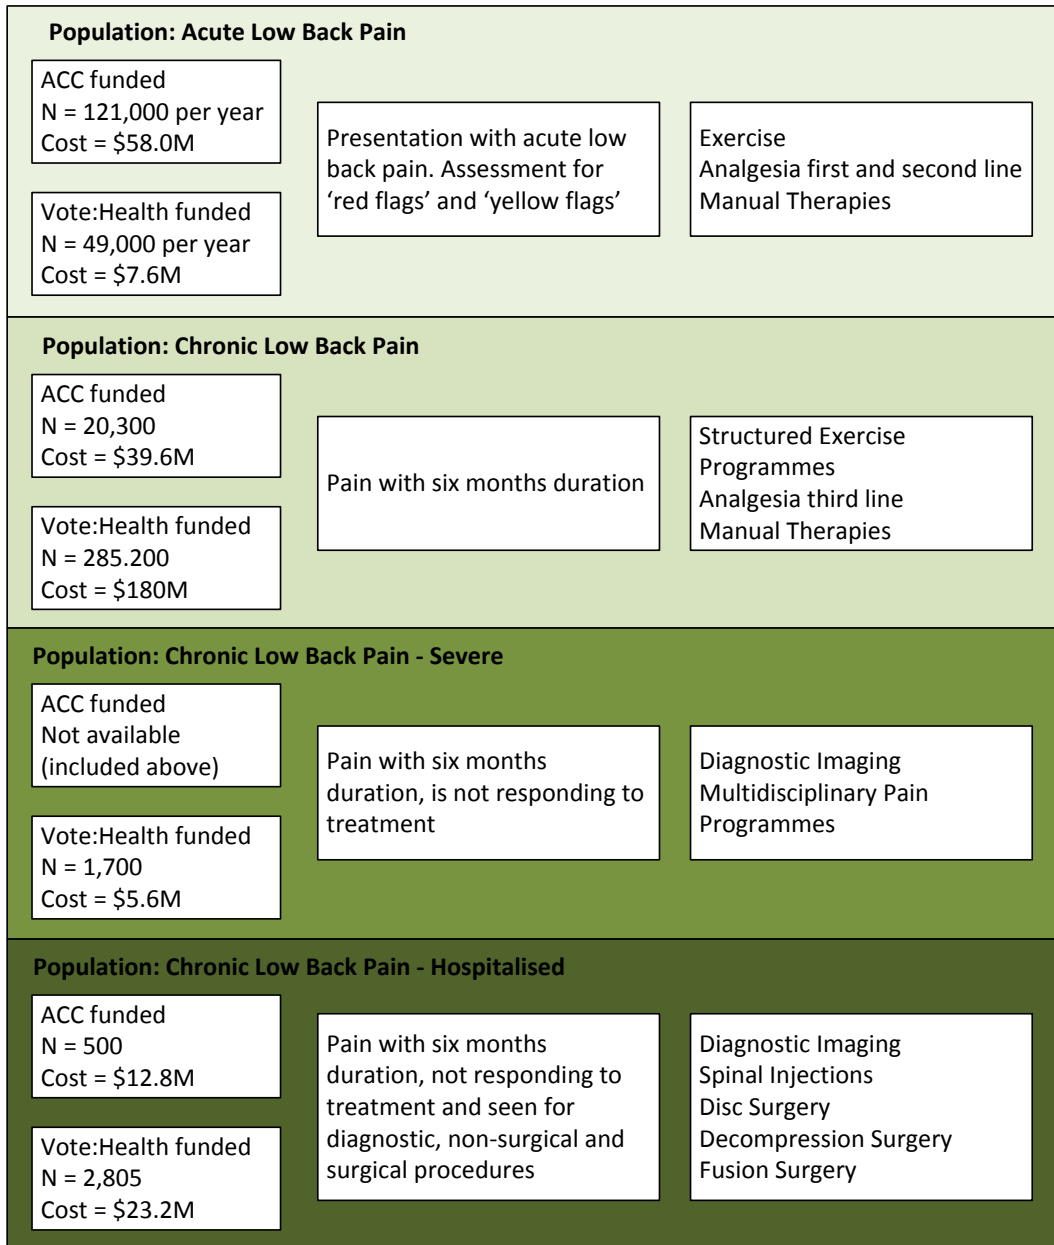 Population: Acute Low Back Pain
ACC funded
N = 121,000 per year
Cost = $58.0M
Vote:Health funded
N = 49,000 per year
Cost = $7.6M
Presentation with acute low
back pain. Assessment for
‘red flags’ and ‘yellow flags’
Exercise
Analgesia first and second line
Manual Therapies
Population: Chronic Low Back Pain
ACC funded
N = 20,300
Cost = $39.6M
Vote:Health funded
N = 285.200
Cost = $180M
Pain with six months duration
Structured Exercise
Programmes
Analgesia third line
Manual Therapies
Population: Chronic Low Back Pain - Severe
ACC funded
Not available
(included above)
Vote:Health funded
N = 1,700
Cost = $5.6M
Pain with six months
duration, is not responding to
treatment
Diagnostic Imaging
Multidisciplinary Pain
Programmes
Population: Chronic Low Back Pain - Hospitalised
ACC funded
N = 500
Cost = $12.8M
Vote:Health funded
N = 2,805
Cost = $23.2M
Pain with six months
duration, not responding to
treatment and seen for
diagnostic, non-surgical and
surgical procedures
Diagnostic Imaging
Spinal Injections
Disc Surgery
Decompression Surgery
Fusion Surgery